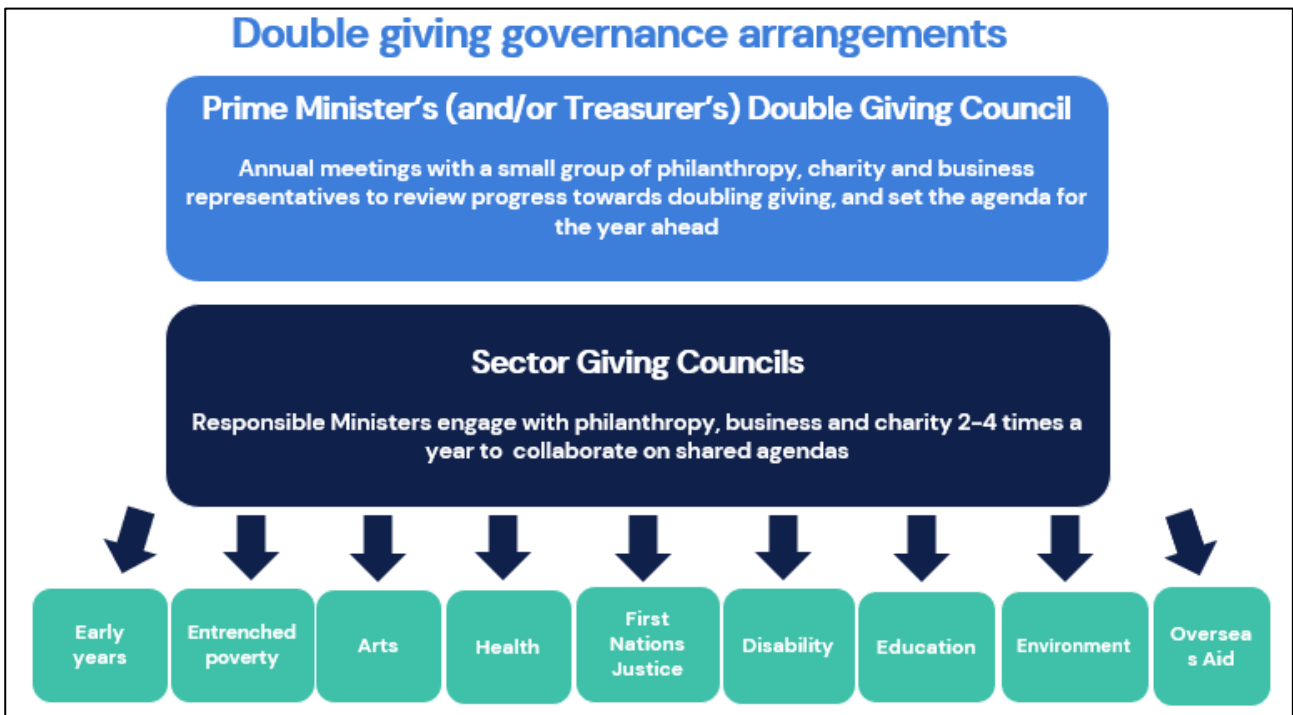 Double giving governance arrangements
Prime Minister's (and/or Treasurer's) Double Giving Council
Annual meetings with a small group of philanthropy, charity and business
representatives to review progress towards doubling giving, and set the agenda for
the year ahead
Sector Giving Councils
Responsible Ministers engage with philanthropy, business and charity 2-4 times a
year to collaborate on shared agendas
Early
years
Entrenched
poverty
Arts
Health
First
Nations
Justice
Disability
Education
Environment
Oversea
s Aid